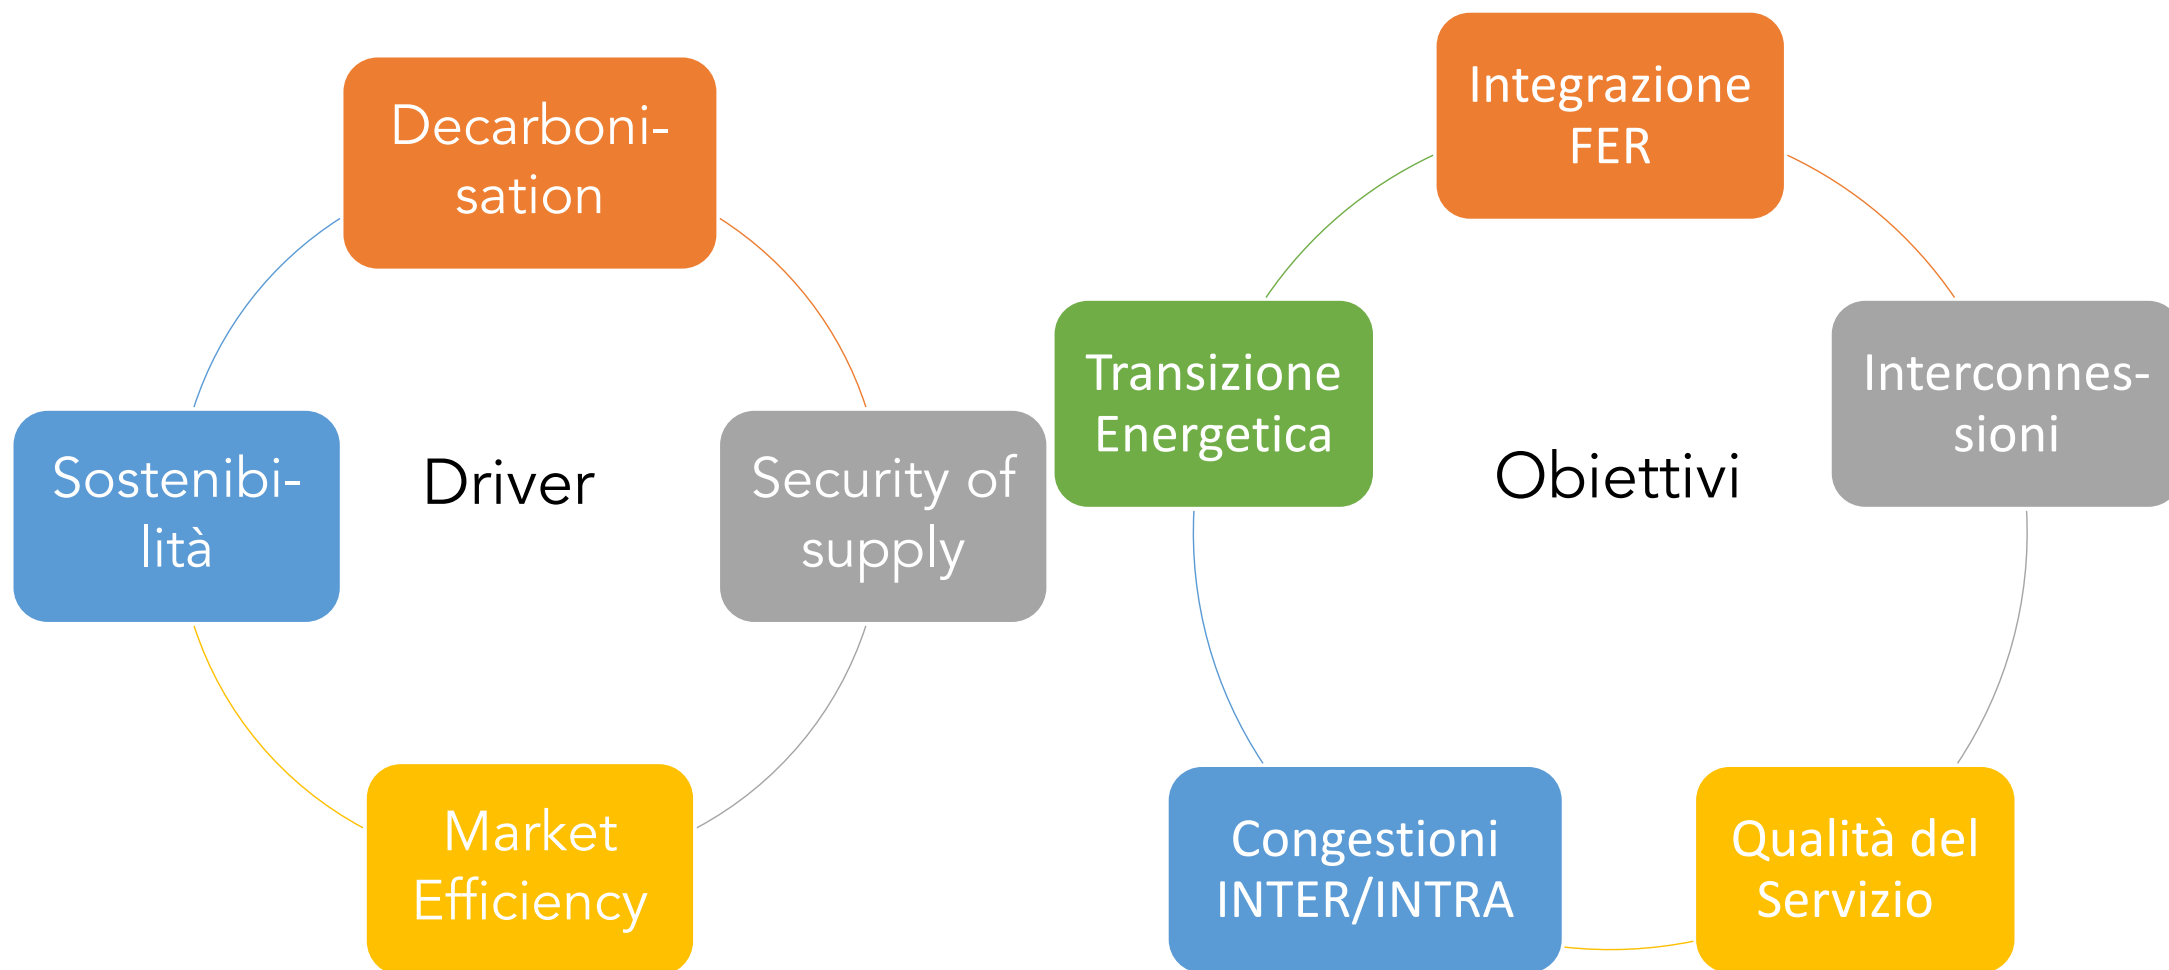 Decarboni-
sation
Sostenibi-
lità
Driver
Security of
supply
Market
Efficiency
Integrazione
FER
Transizione
Energetica
Obiettivi
Interconnes-
sioni
Congestioni
INTER/INTRA
Qualità del
Servizio